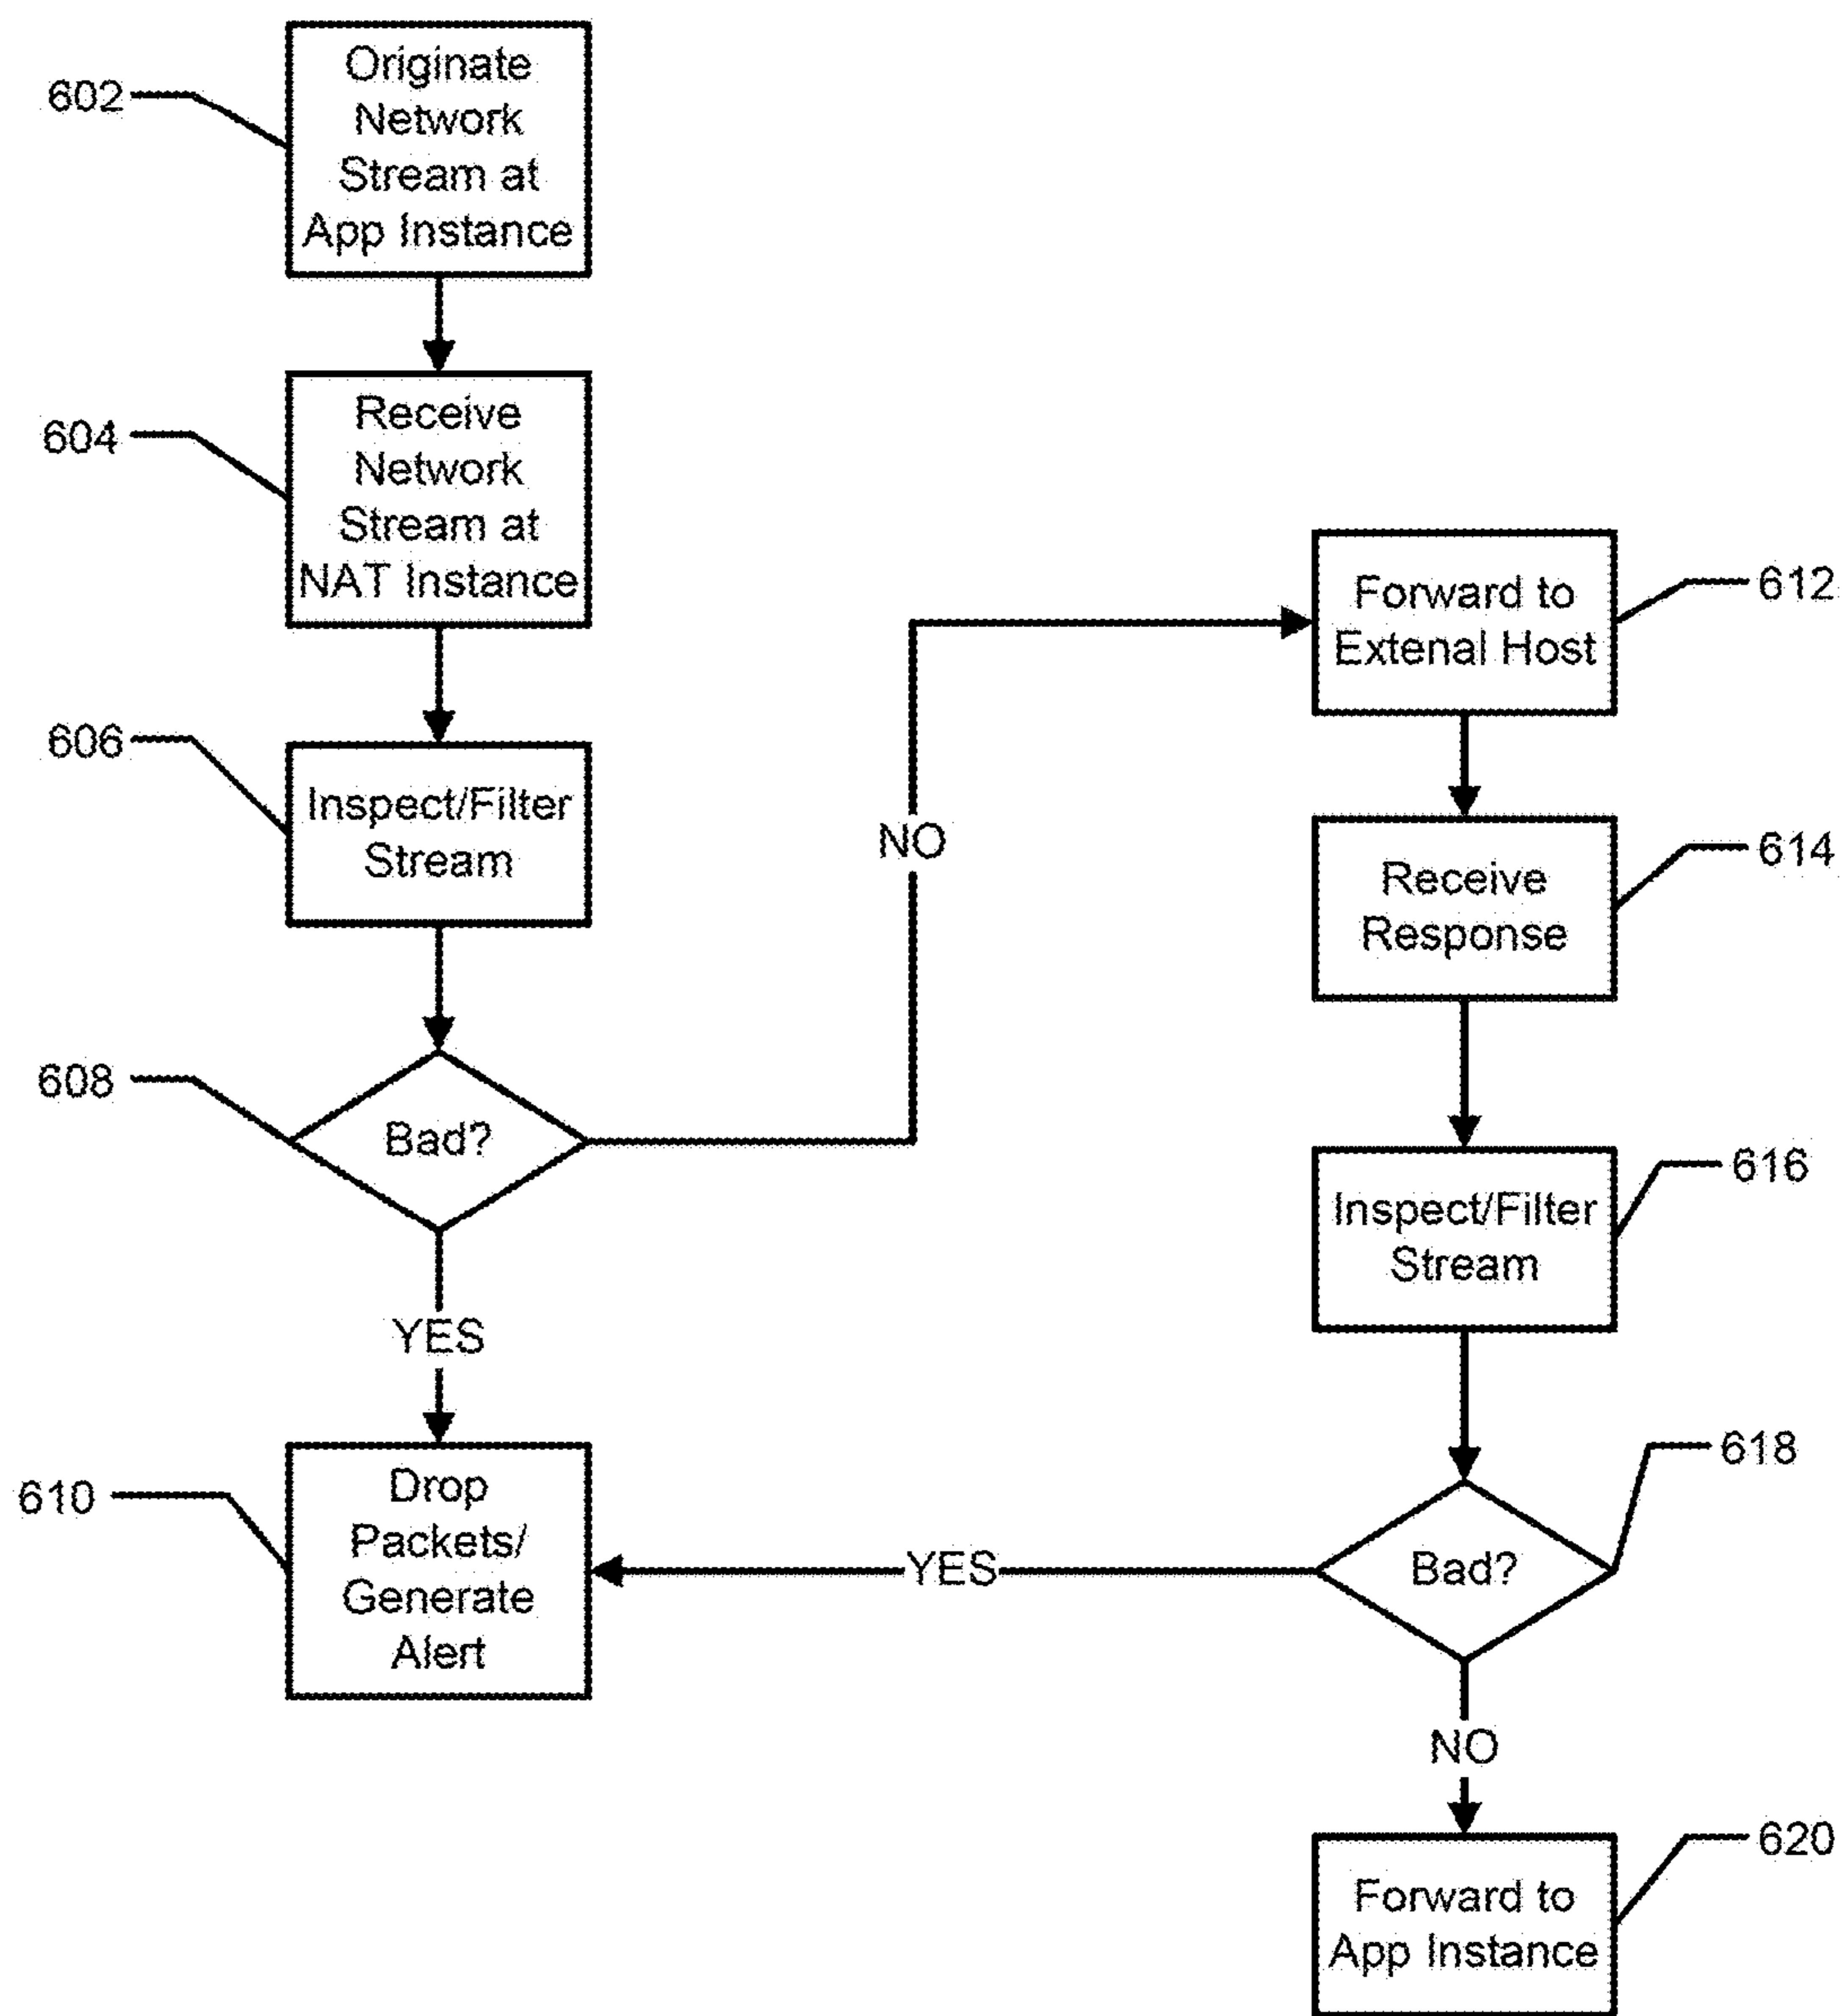 602
Originate
Network
Stream at
App Instance
604
Receive
Network
Stream at
NAT Instance
606
Inspect/Filter
Stream
608
Bad?
NO
YES
610
Drop
Packets/
Generate
Alert
612
Forward to
Extenal Host
614
Receive
Response
616
Inspect/Filter
Stream
618
Bad?
YES
NO
620
Forward to
App Instance